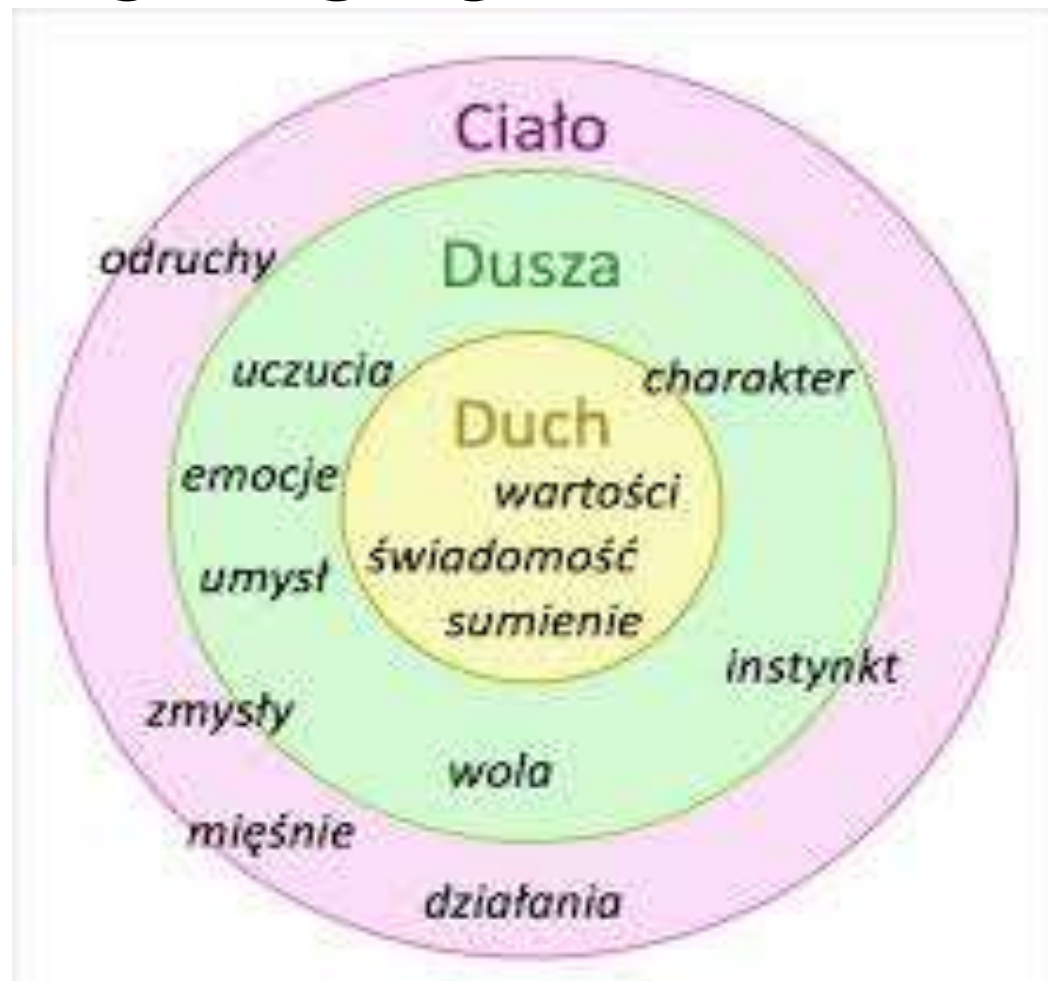 Ciało
Dusza
odruchy
uczucia
charakter
Duch
emocje
wartości
świadomość
umysł
sumienie
instynkt
zmysły
wola
mięśnie
działania